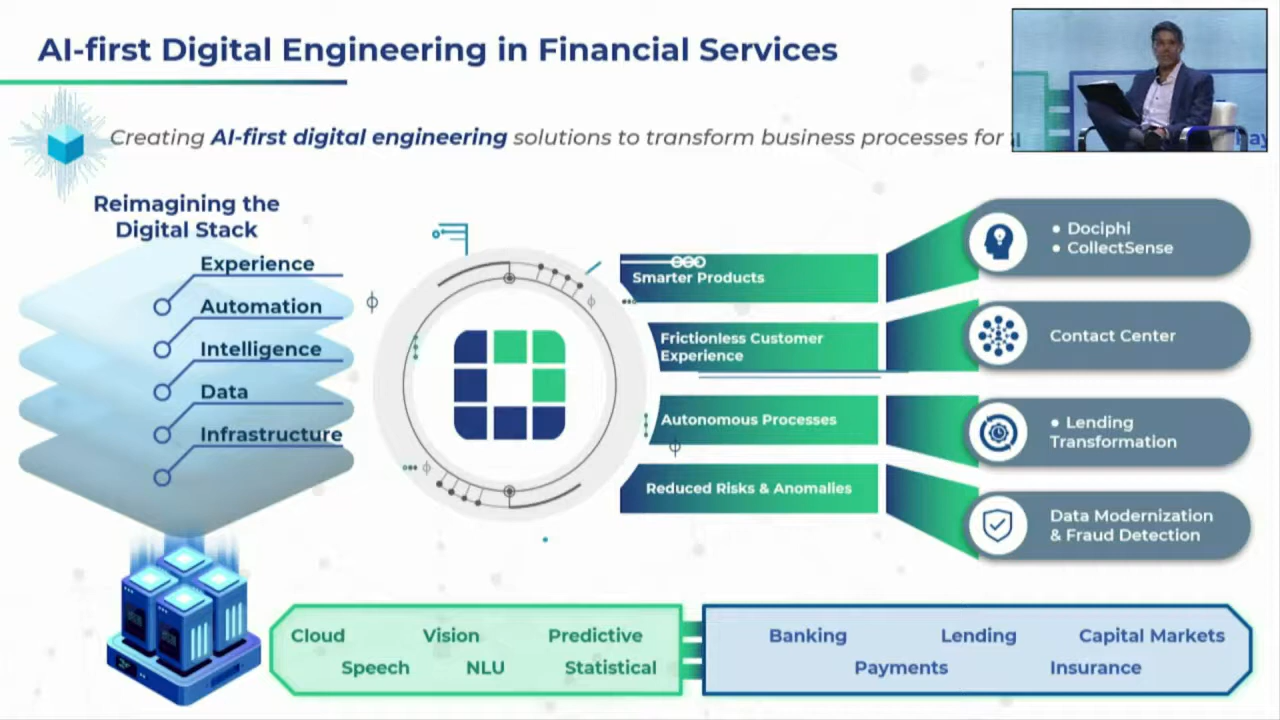 AI-first Digital Engineering in Financial Services
Creating AI-first digital engineering solutions to transform business processes for
Reimagining the
Digital Stack
Experience
Automation
Intelligence
Data
Infrastructure
Smarter Products
Frictionless Customer
Experience
Autonomous Processes
Reduced Risks & Anomalies
• Dociphi
• CollectSense
Contact Center
• Lending
Transformation
Data Modernization
& Fraud Detection
Cloud Vision Predictive
Speech NLU Statistical
Banking Lending Capital Markets
Payments Insurance